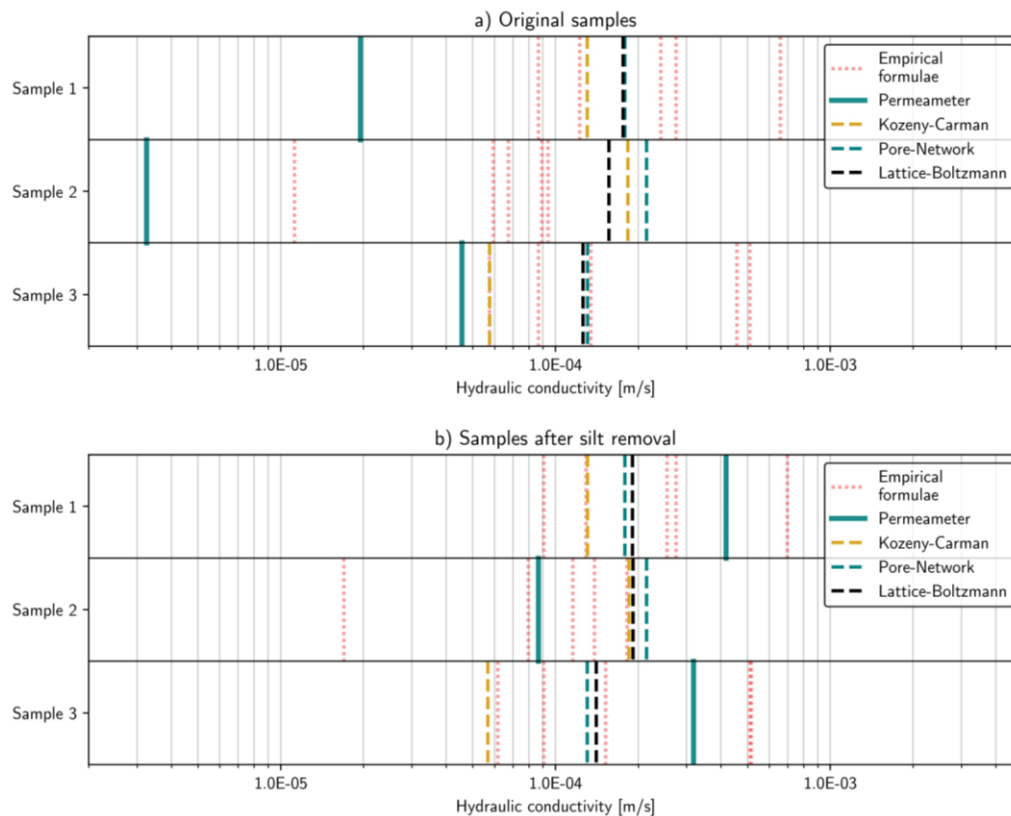 a) Original samples
Sample 1
Sample 2
Sample 3
Empirical
formulae
Permeameter
Kozeny-Carman
Pore-Network
Lattice-Boltzmann
1.0E-05
1.0E-04
1.0E-03
Hydraulic conductivity [m/s]
b) Samples after silt removal
Sample 1
Sample 2
Sample 3
Empirical
formulae
Permeameter
Kozeny-Carman
Pore-Network
Lattice-Boltzmann
1.0E-05
1.0E-04
1.0E-03
Hydraulic conductivity [m/s]